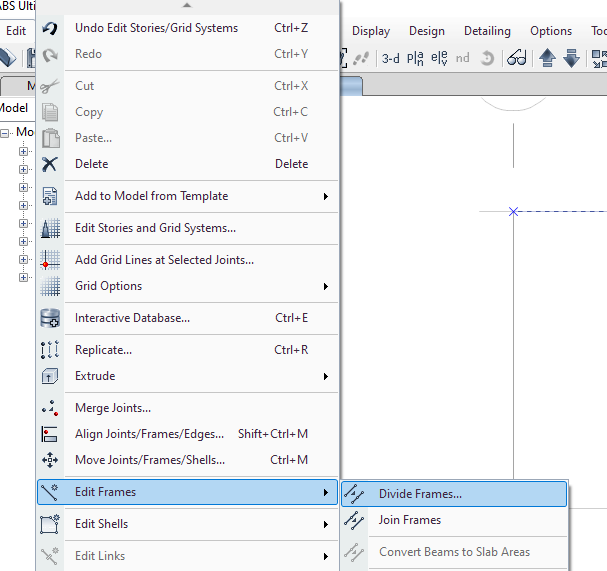 ABS Ulti
Edit
Display Design Detailing Options Too
3-d pla elev nd
M
Model
Mo
Undo Edit Stories/Grid Systems Ctrl+Z
Redo Ctrl+Y
Cut Ctrl+X
Copy Ctrl+C
Paste... Ctrl+V
Delete Delete
Add to Model from Template
Edit Stories and Grid Systems...
Add Grid Lines at Selected Joints...
Grid Options
Interactive Database... Ctrl+E
Replicate... Ctrl+R
Extrude
Merge Joints...
Align Joints/Frames/Edges... Shift+Ctrl+M
Move Joints/Frames/Shells... Ctrl+M
Edit Frames
Divide Frames...
Join Frames
Edit Shells
Convert Beams to Slab Areas
Edit Links